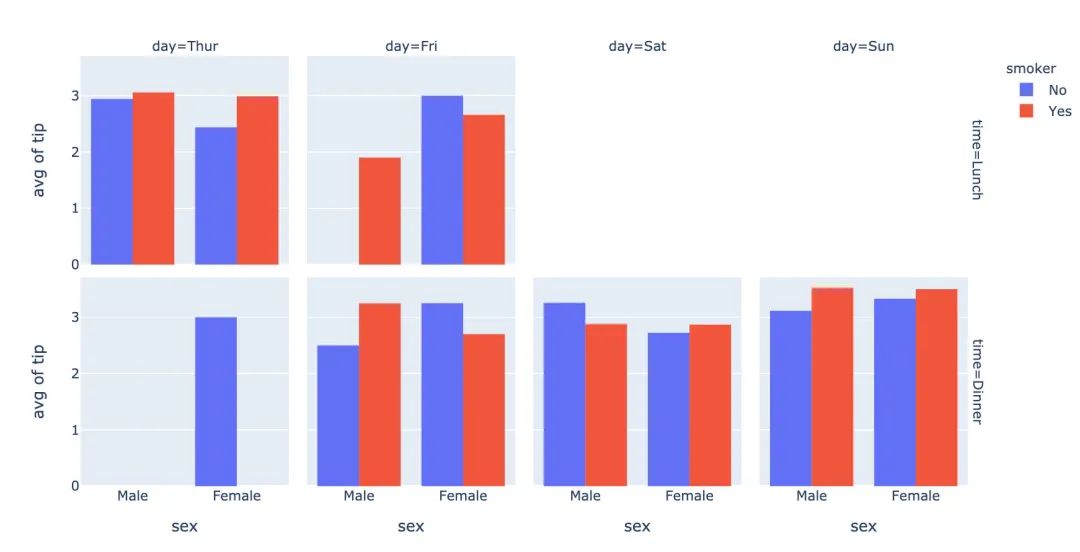 day=Thur
day=Fri
day=Sat
day=Sun
smoker
No
Yes
avg of tip
3
2
1
0
time=Lunch
avg of tip
3
2
1
0
time=Dinner
Male
Female
Male
Female
Male
Female
Male
Female
sex
sex
sex
sex